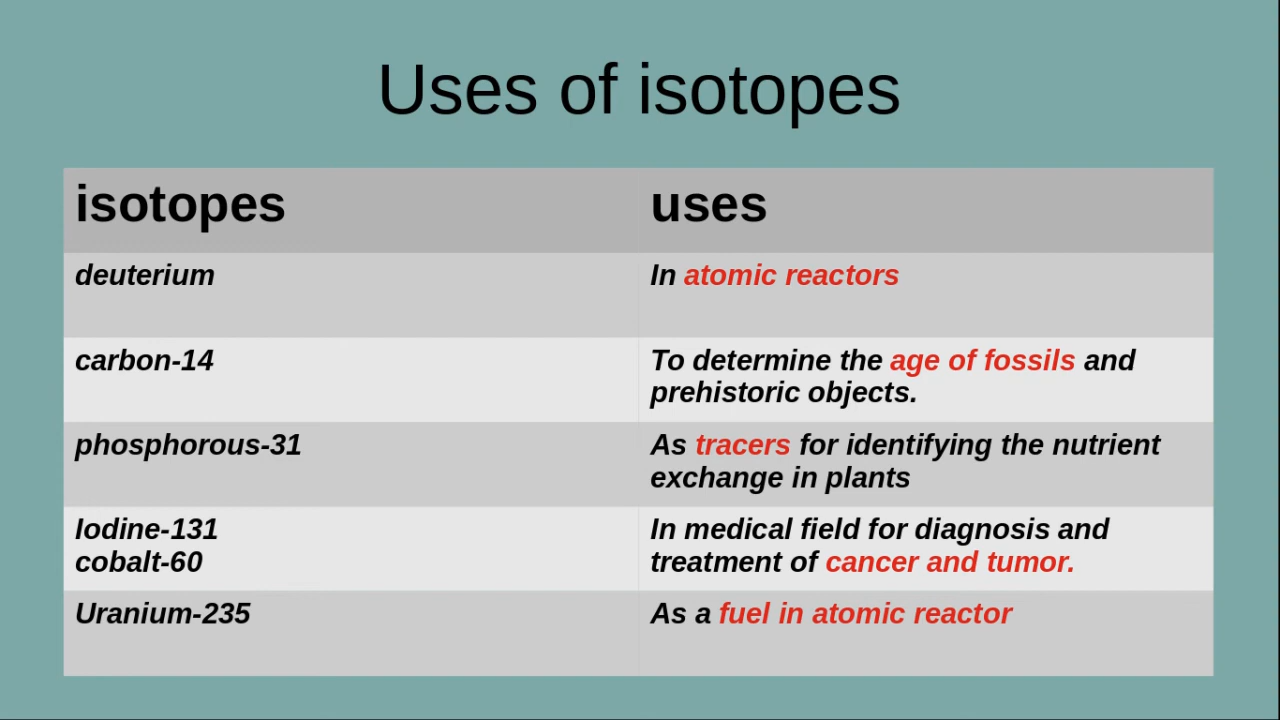 Uses of isotopes
isotopes
uses
deuterium
In atomic reactors
carbon-14
To determine the age of fossils and
prehistoric objects.
phosphorous-31
As tracers for identifying the nutrient
exchange in plants
Iodine-131
cobalt-60
In medical field for diagnosis and
treatment of cancer and tumor.
Uranium-235
As a fuel in atomic reactor